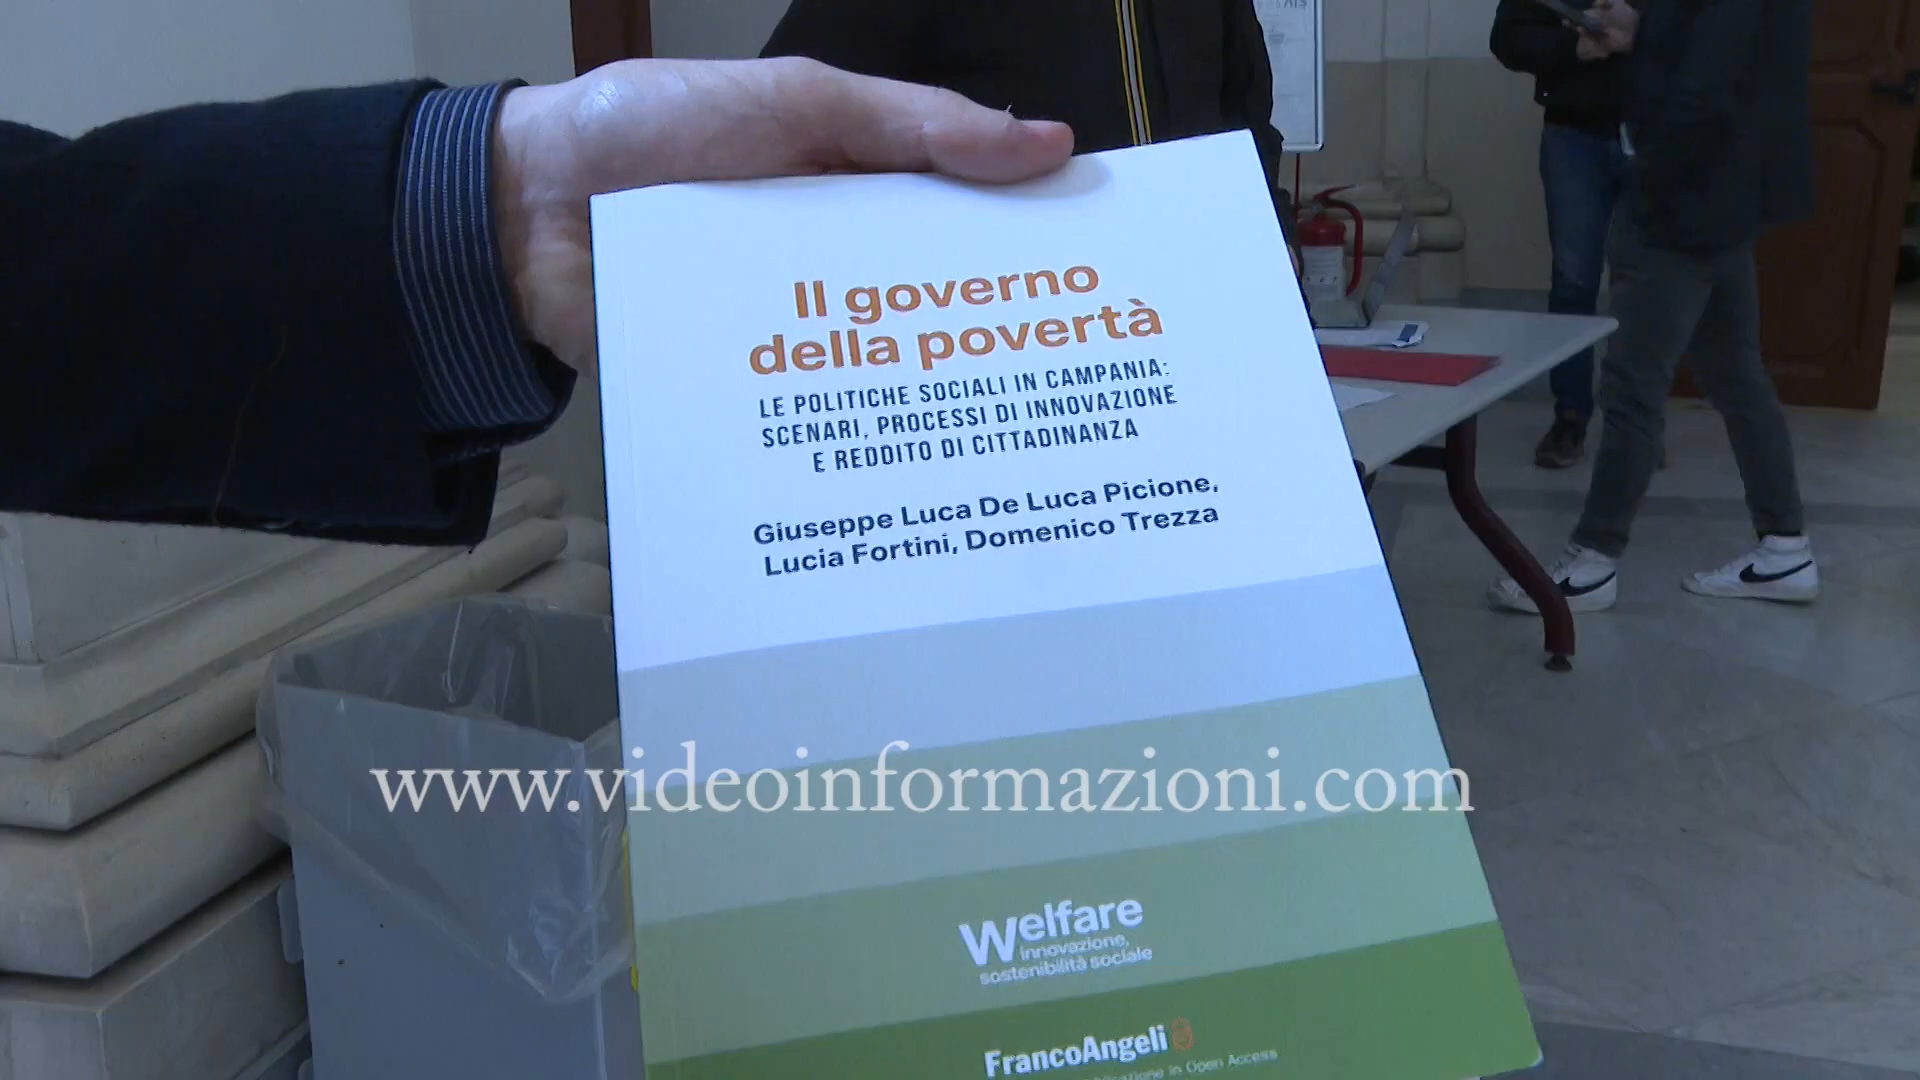 Il governo
della povertà
LE POLITICHE SOCIALI IN CAMPANIA:
SCENARI, PROCESSI DI INNOVAZIONE
E REDDITO DI CITTADINANZA
Giuseppe Luca De Luca Picione,
Lucia Fortini, Domenico Trezza
www.videoinformazioni.com
Welfare
innovazione,
sostenibilità sociale
FrancoAngeli
in Open Access